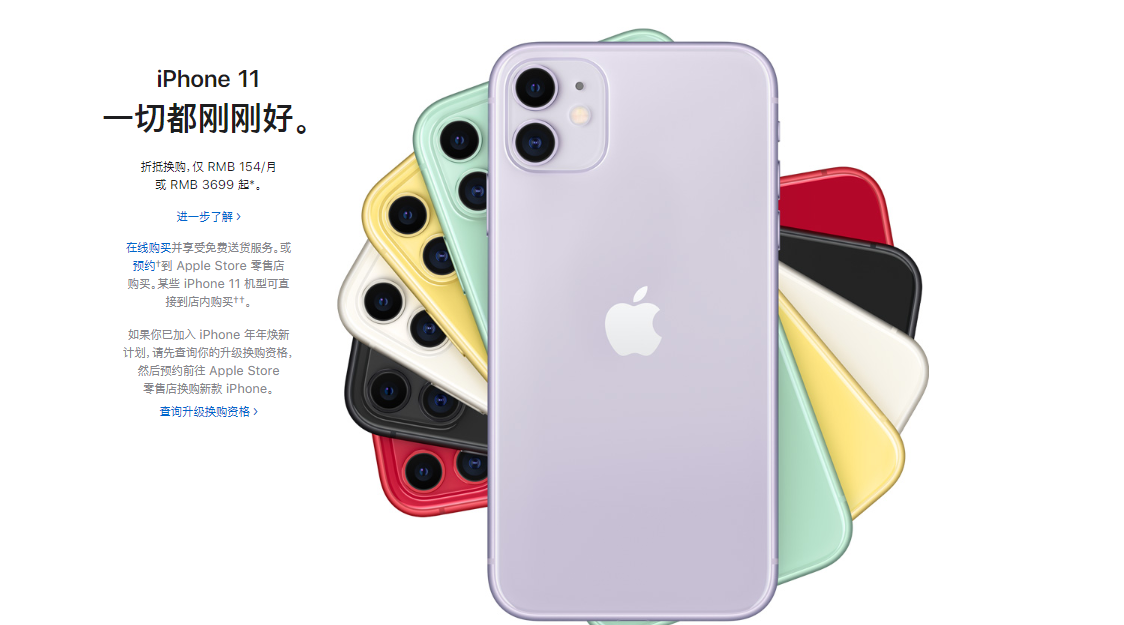 iPhone 11
一切都刚刚好。
折抵换购，仅 RMB 154/月
或 RMB 3699 起*。
进一步了解 >
在线购买并享受免费送货服务。或
预约†到 Apple Store 零售店
购买。某些 iPhone 11 机型可直
接到店内购买††。
如果你已加入 iPhone 年年焕新
计划，请先查询你的升级换购资格，
然后预约前往 Apple Store
零售店换购新款 iPhone。
查询升级换购资格 >